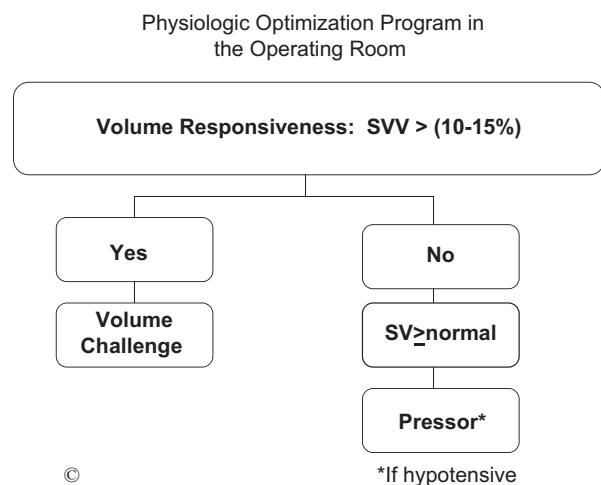 Physiologic Optimization Program in
the Operating Room
Volume Responsiveness: SVV > (10-15%)
Yes
No
Volume
Challenge
SV≥normal
Pressor*
©
*If hypotensive